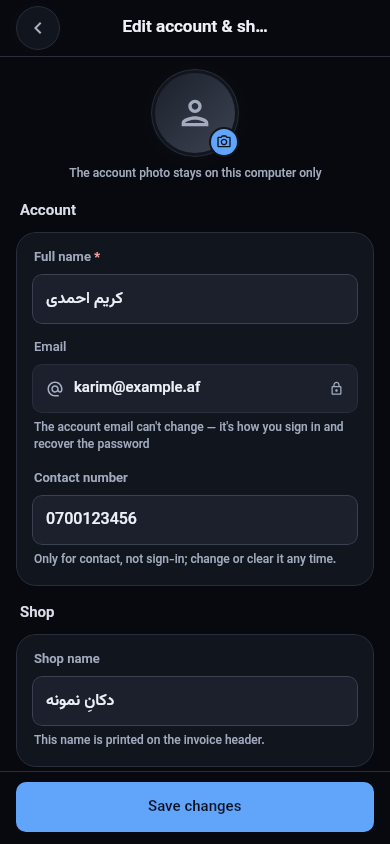 Edit account & sh...
The account photo stays on this computer only
Account
Full name *
کریم احمدی
Email
karim@example.af
The account email can't change — it's how you sign in and
recover the password
Contact number
0700123456
Only for contact, not sign-in; change or clear it any time.
Shop
Shop name
دکانِ نمونه
This name is printed on the invoice header.
Save changes